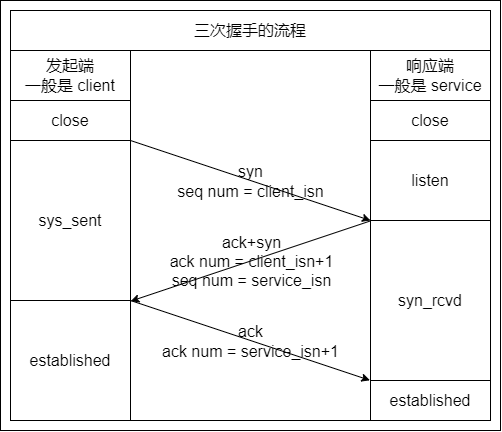 三次握手的流程
发起端
一般是 client
响应端
一般是 service
close
close
syn
seq num = client_isn
listen
sys_sent
ack+syn
ack num = client_isn+1
seq num = service_isn
syn_rcvd
ack
ack num = service_isn+1
established
established